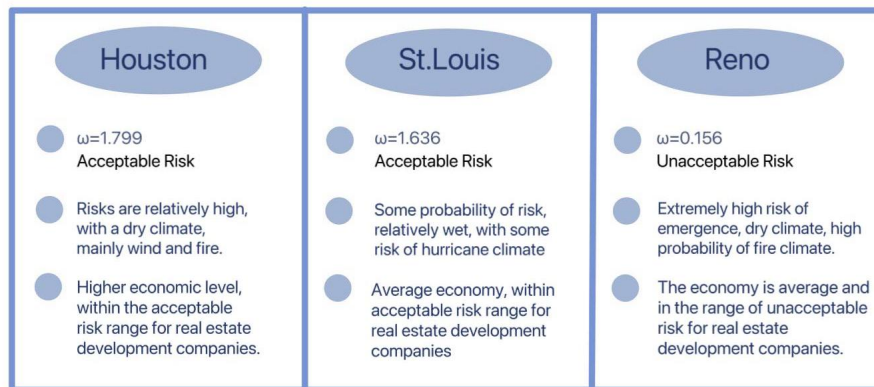 Houston
ω=1.799
Acceptable Risk
Risks are relatively high,
with a dry climate,
mainly wind and fire.
Higher economic level,
within the acceptable
risk range for real estate
development companies.
St.Louis
ω=1.636
Acceptable Risk
Some probability of risk,
relatively wet, with some
risk of hurricane climate
Average economy, within
acceptable risk range for
real estate development
companies
Reno
ω=0.156
Unacceptable Risk
Extremely high risk of
emergence, dry climate, high
probability of fire climate.
The economy is average and
in the range of unacceptable
risk for real estate
development companies.